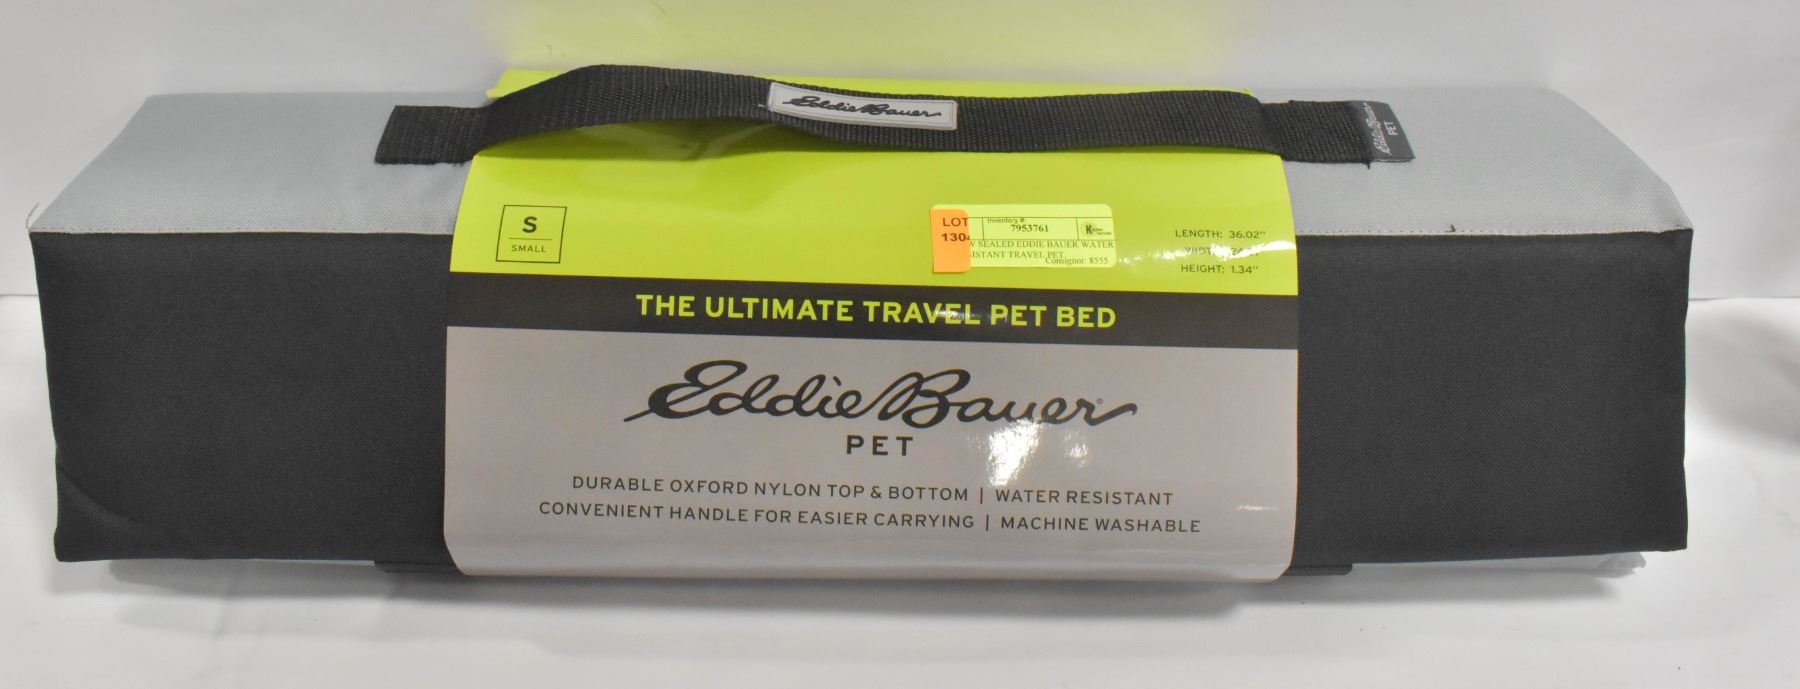 Eddie Bauer
Eddie Bauer
PET
S
SMALL
LOT
Inventory #:
7953761
SEALED EDDIE BAUER WATER
TRAVEL PET
Consignor: 8555
LENGTH: 36.02"
HEIGHT: 1.34"
THE ULTIMATE TRAVEL PET BED
Eddie Bauer
PET
DURABLE OXFORD NYLON TOP & BOTTOM | WATER RESISTANT
CONVENIENT HANDLE FOR EASIER CARRYING | MACHINE WASHABLE